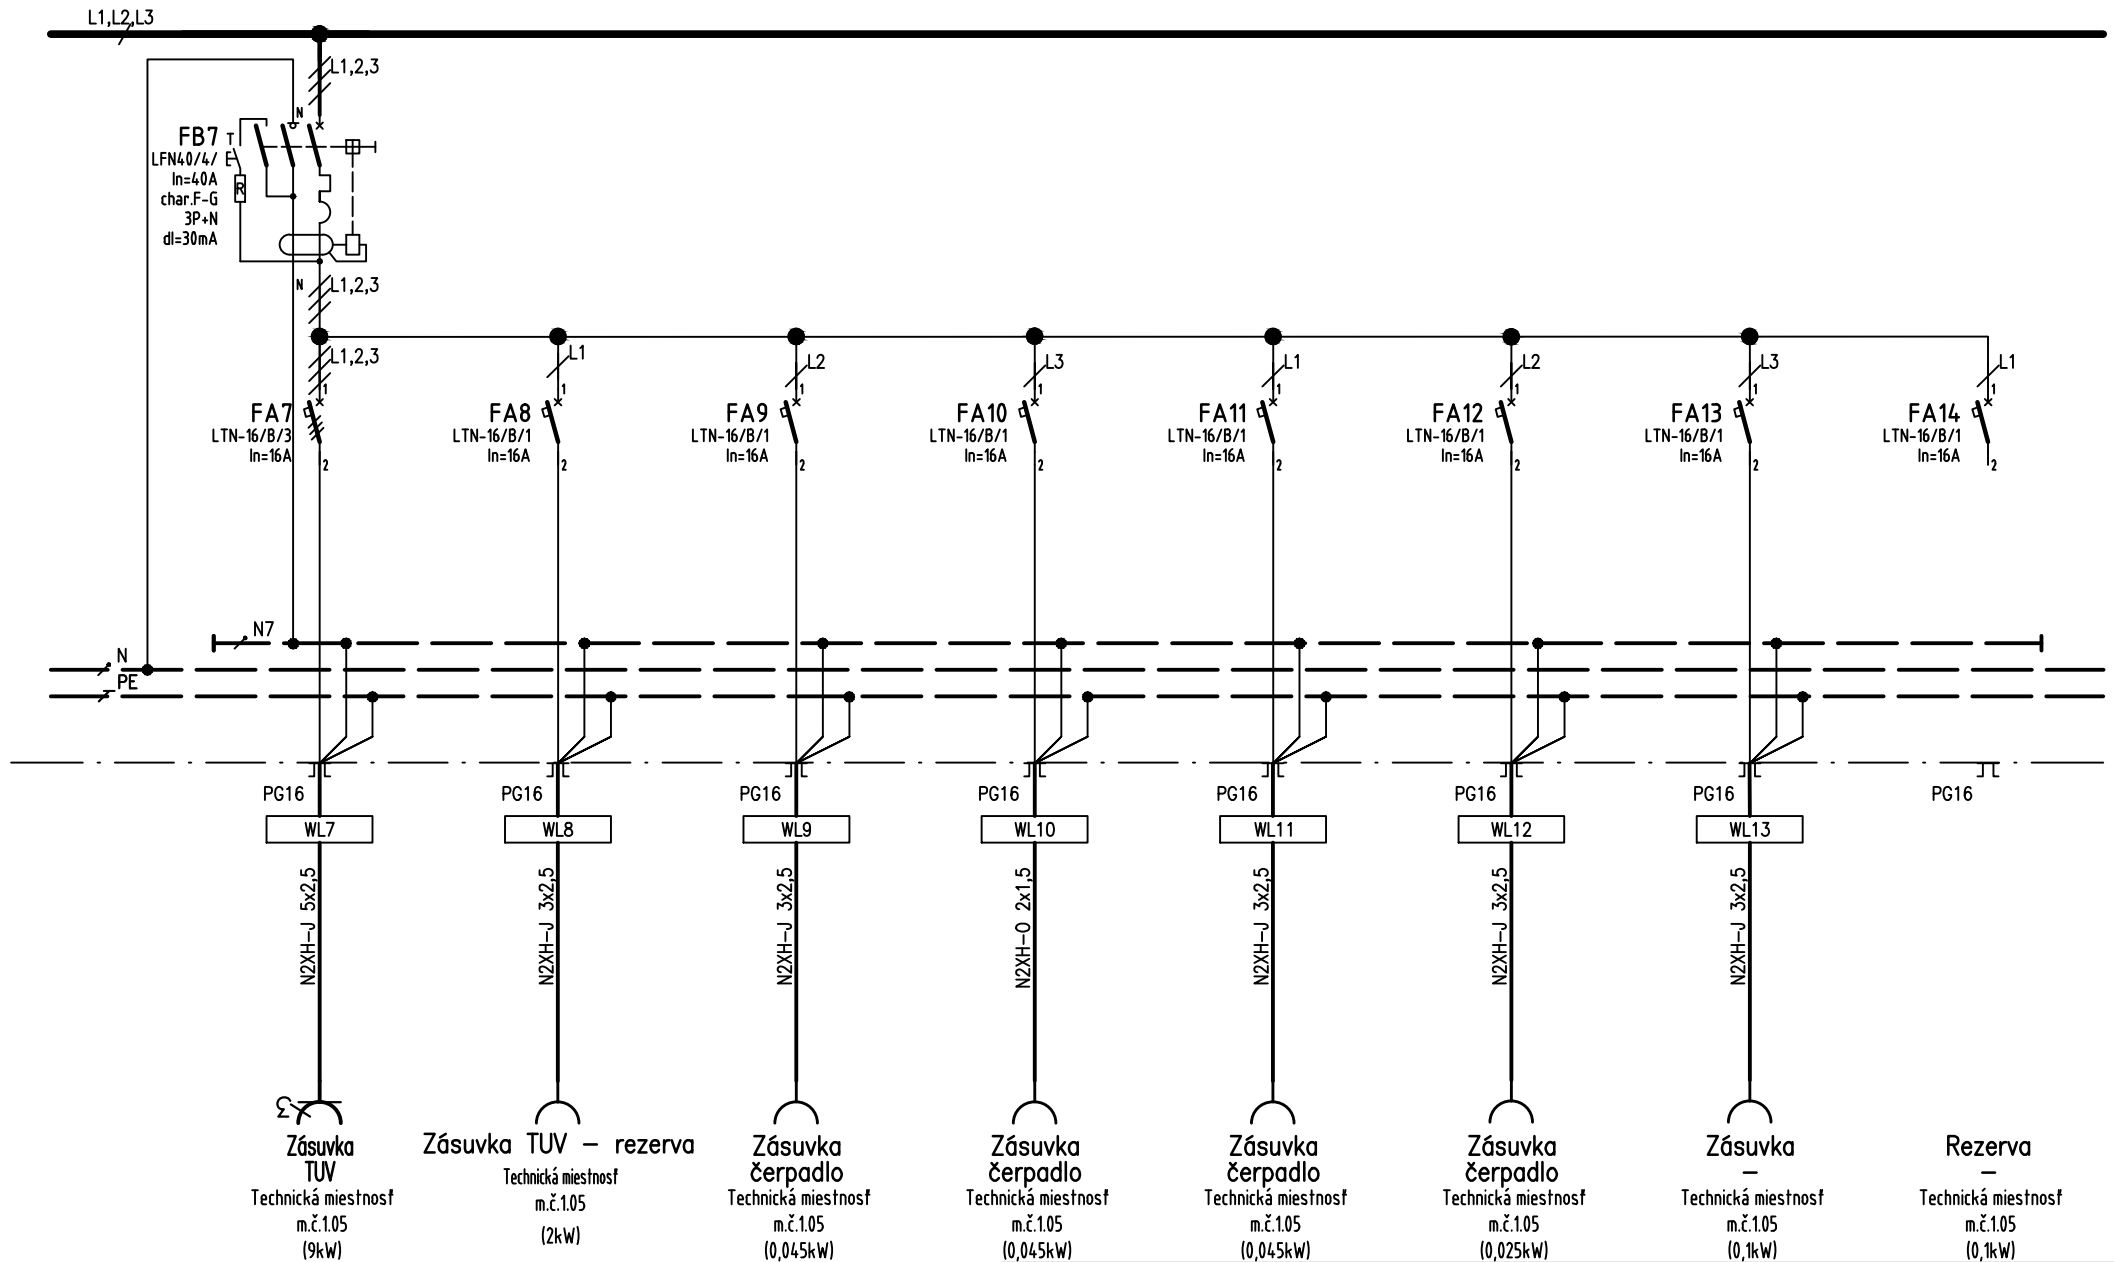 L1,L2,L3
L1,2,3
N
FB7
T
LFN40/4/
E
In=40A
R
char.F-G
3P+N
dI=30mA
N
L1,2,3
L1,2,3
L1
L2
L3
L1
L2
L3
L1
1
1
1
1
1
1
1
1
FA7
FA8
FA9
FA10
FA11
FA12
FA13
FA14
LTN-16/B/3
LTN-16/B/1
LTN-16/B/1
LTN-16/B/1
LTN-16/B/1
LTN-16/B/1
LTN-16/B/1
LTN-16/B/1
In=16A
In=16A
In=16A
In=16A
In=16A
In=16A
In=16A
In=16A
2
2
2
2
2
2
2
2
N7
N
PE
PG16
PG16
PG16
PG16
PG16
PG16
PG16
PG16
WL7
WL8
WL9
WL10
WL11
WL12
WL13
N2XH-J 5x2,5
N2XH-J 3x2,5
N2XH-J 3x2,5
N2XH-O 2x1,5
N2XH-J 3x2,5
N2XH-J 3x2,5
N2XH-J 3x2,5
3
Zásuvka
TUV
Technická miestnosť
m.č.1.05
(9kW)
Zásuvka TUV – rezerva
Technická miestnosť
m.č.1.05
(2kW)
Zásuvka
čerpadlo
Technická miestnosť
m.č.1.05
(0,045kW)
Zásuvka
čerpadlo
Technická miestnosť
m.č.1.05
(0,045kW)
Zásuvka
čerpadlo
Technická miestnosť
m.č.1.05
(0,045kW)
Zásuvka
čerpadlo
Technická miestnosť
m.č.1.05
(0,025kW)
Zásuvka
–
Technická miestnosť
m.č.1.05
(0,1kW)
Rezerva
–
Technická miestnosť
m.č.1.05
(0,1kW)